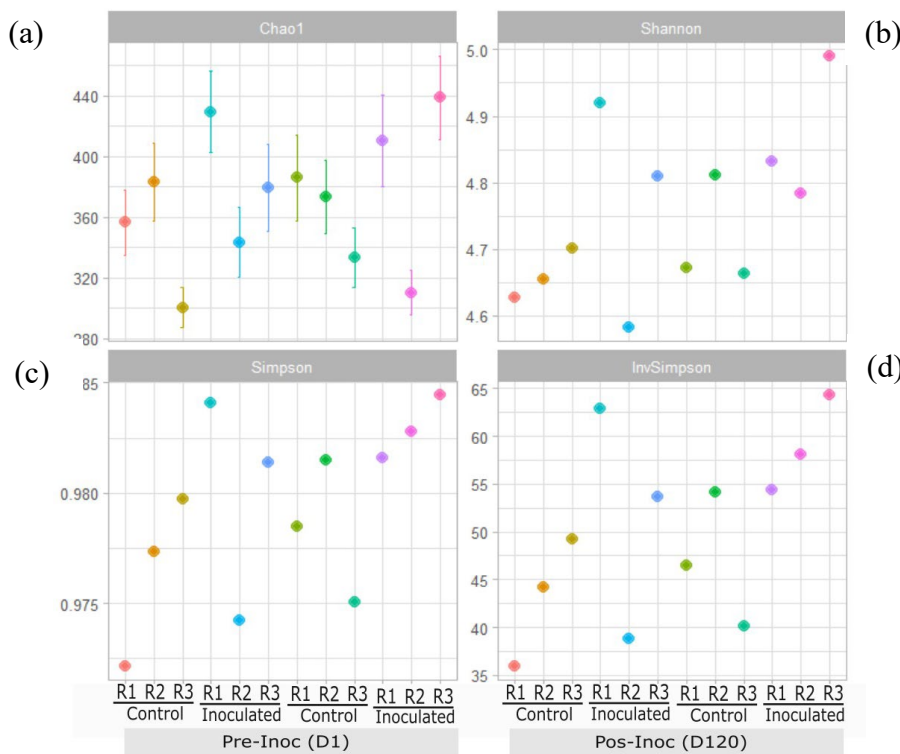 (a)
Chao1
440
400
360
320
280
Shannon
(b)
5.0
4.9
4.8
4.7
4.6
(c)
Simpson
85
0.980
0.975
InvSimpson
(d)
65
60
55
50
45
40
35
R1 R2 R3 R1 R2 R3 R1 R2 R3 R1 R2 R3
Control Inoculated Control Inoculated
Pre-Inoc (D1)
R1 R2 R3 R1 R2 R3 R1 R2 R3 R1 R2 R3
Control Inoculated Control Inoculated
Pos-Inoc (D120)